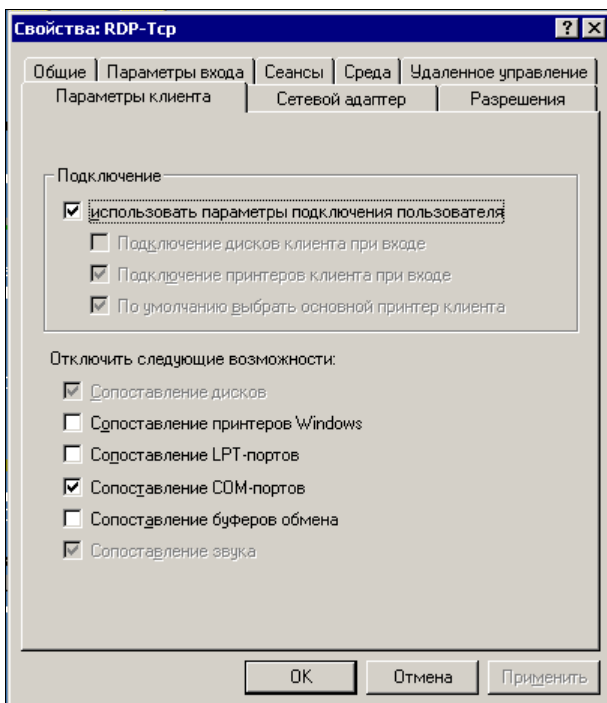 Свойства: RDP-Tcp
Общие Параметры входа Сеансы Среда Удаленное управление
Параметры клиента Сетевой адаптер Разрешения
Подключение
использовать параметры подключения пользователя
Подключение дисков клиента при входе
Подключение принтеров клиента при входе
По умолчанию выбрать основной принтер клиента
Отключить следующие возможности:
Сопоставление дисков
Сопоставление принтеров Windows
Сопоставление LPT-портов
Сопоставление COM-портов
Сопоставление буферов обмена
Сопоставление звука
OK Отмена Применить